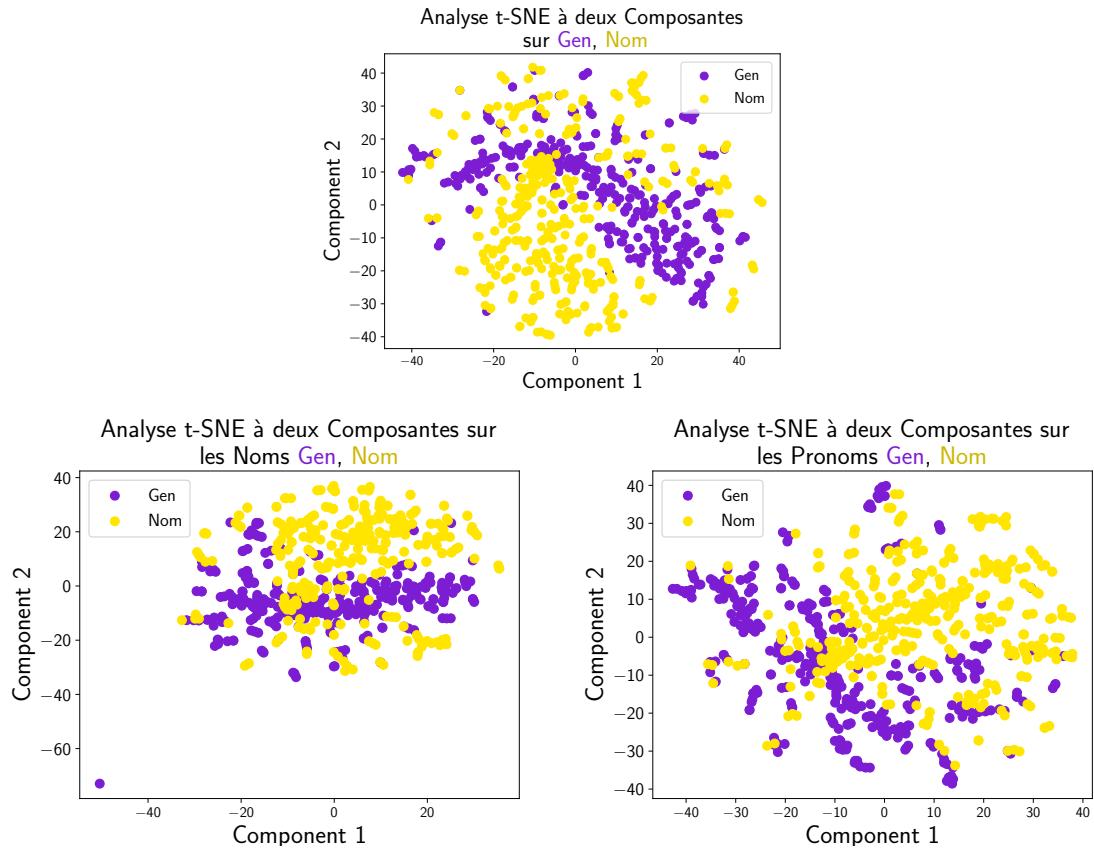 Analyse t-SNE à deux Composantes
sur Gen, Nom
Gen
Nom
40
30
20
10
0
−10
−20
−30
40
Component 2
−40
−20
0
20
40
Component 1
Analyse t-SNE à deux Composantes sur
les Noms Gen, Nom
Gen
Nom
40
20
0
−20
−40
−60
Component 2
−40
−20
0
20
Component 1
Analyse t-SNE à deux Composantes sur
les Pronoms Gen, Nom
Gen
Nom
40
30
20
10
0
−10
−20
−30
−40
Component 2
−40
−30
−20
−10
0
10
20
30
40
Component 1